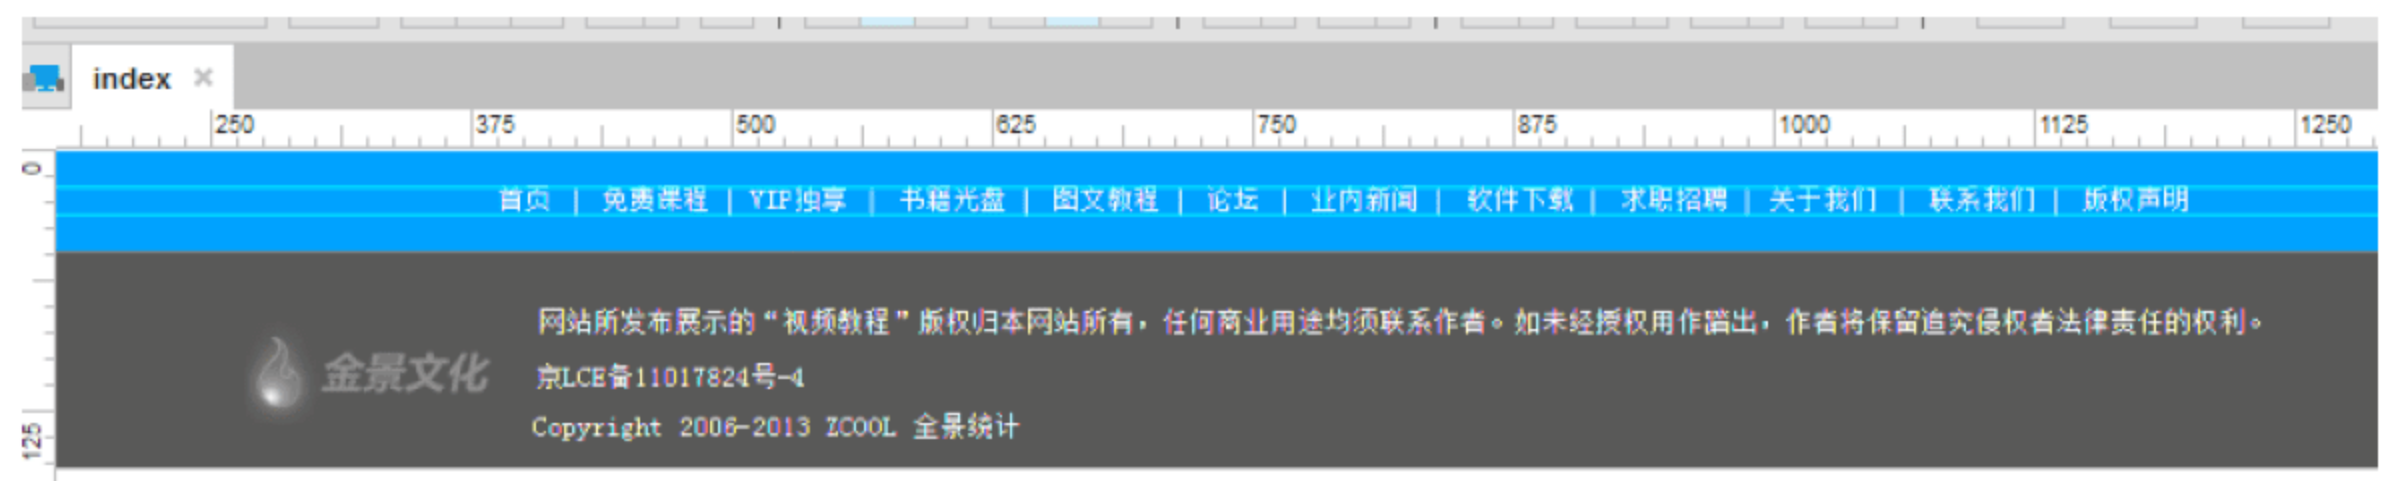 index
250 375 500 625 750 875 1000 1125 1250
0
首页 | 免费课程 | VIP独享 | 书籍光盘 | 图文教程 | 论坛 | 业内新闻 | 软件下载 | 求职招聘 | 关于我们 | 联系我们 | 版权声明
网站所发布展示的“视频教程”版权归本网站所有，任何商业用途均须联系作者。如未经授权用作露出，作者将保留追究侵权者法律责任的权利。
金景文化
京LCE备11017824号-4
Copyright 2006-2013 ZCOOL 全景统计
125